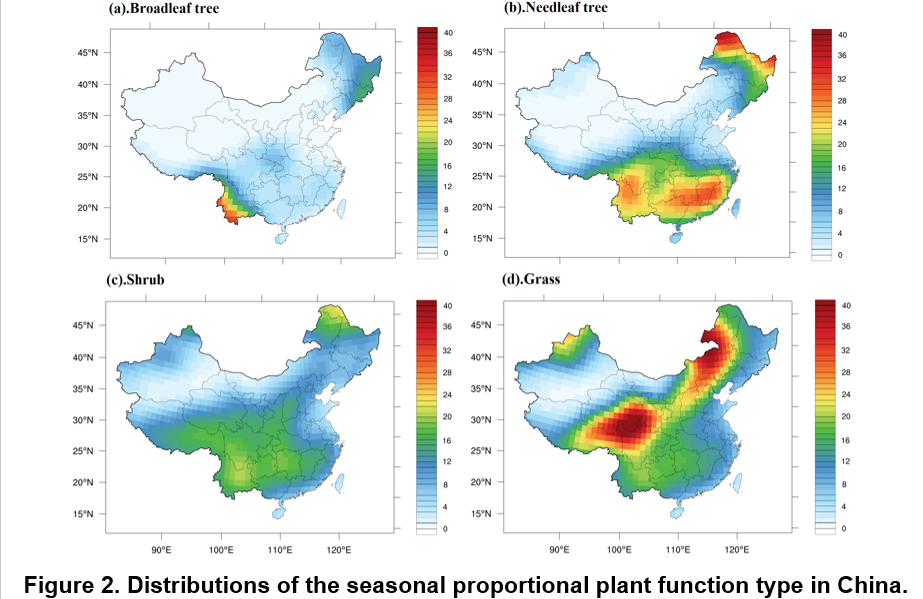 (a).Broadleaf tree
(b).Needleaf tree
45°N
40°N
35°N
30°N
25°N
20°N
15°N
40
36
32
28
24
20
16
12
8
4
0
45°N
40°N
35°N
30°N
25°N
20°N
15°N
40
36
32
28
24
20
16
12
8
4
0
(c).Shrub
(d).Grass
45°N
40°N
35°N
30°N
25°N
20°N
15°N
90°E 100°E 110°E 120°E
40
36
32
28
24
20
16
12
8
4
0
45°N
40°N
35°N
30°N
25°N
20°N
15°N
90°E 100°E 110°E 120°E
40
36
32
28
24
20
16
12
8
4
0
Figure 2. Distributions of the seasonal proportional plant function type in China.